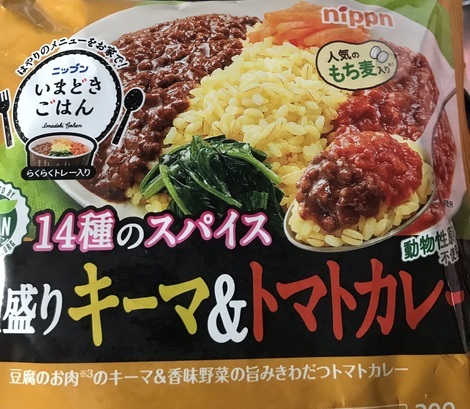 nippn
はやりのメニューをお家で!
人気の
もち麦入り
ニップン
いまどき
ごはん
Imadoki Gohan
らくらくトレー入り
14種のスパイス
動物性
盛りキーマ&トマトカレー
豆腐のお肉※3のキーマ&香味野菜の旨みきわだつトマトカレー